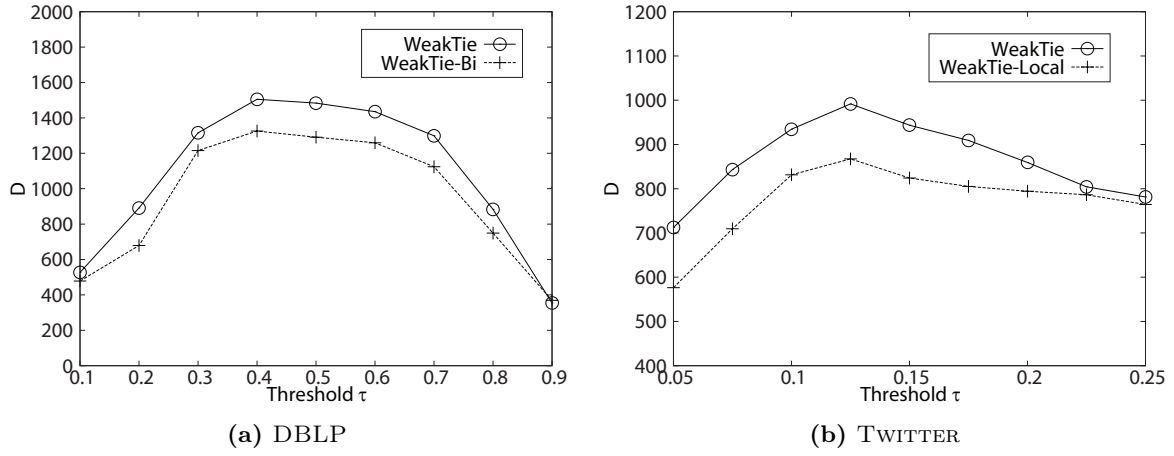 2000
1800
1600
1400
1200
1000
800
600
400
200
0
D
WeakTie
WeakTie-Bi
0.1 0.2 0.3 0.4 0.5 0.6 0.7 0.8 0.9
Threshold τ
(a) DBLP
1200
1100
1000
900
800
700
600
500
400
D
WeakTie
WeakTie-Local
0.05 0.1 0.15 0.2 0.25
Threshold τ
(b) TWITTER